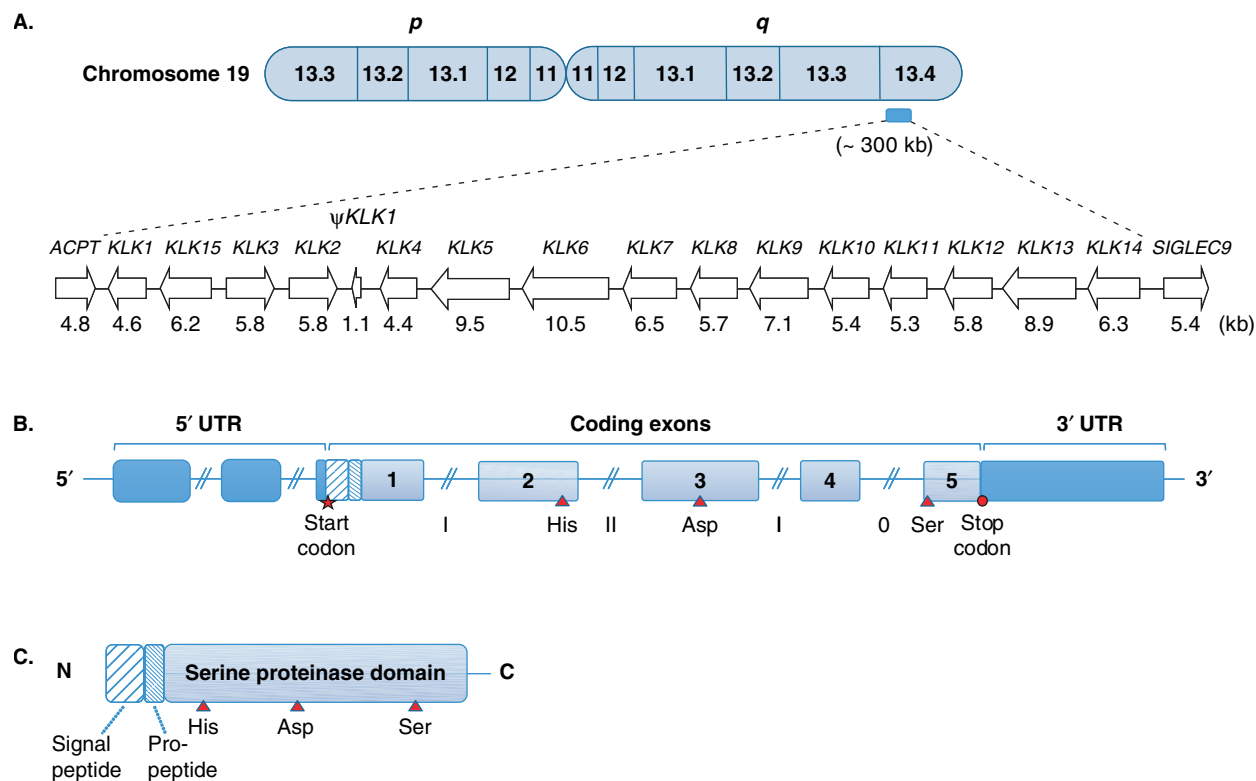 A.
p q
Chromosome 19 13.3 13.2 13.1 12 11 11 12 13.1 13.2 13.3 13.4
(~ 300 kb)
ψKLK1
ACPT KLK1 KLK15 KLK3 KLK2 KLK4 KLK5 KLK6 KLK7 KLK8 KLK9 KLK10 KLK11 KLK12 KLK13 KLK14 SIGLEC9
4.8 4.6 6.2 5.8 5.8 1.1 4.4 9.5 10.5 6.5 5.7 7.1 5.4 5.3 5.8 8.9 6.3 5.4 (kb)
B.
5′ UTR Coding exons 3′ UTR
5′ 1 2 3 4 5 3′
Start I His II Asp I 0 Ser Stop
codon codon
C.
N Serine proteinase domain C
His Asp Ser
Signal Pro-
peptide peptide